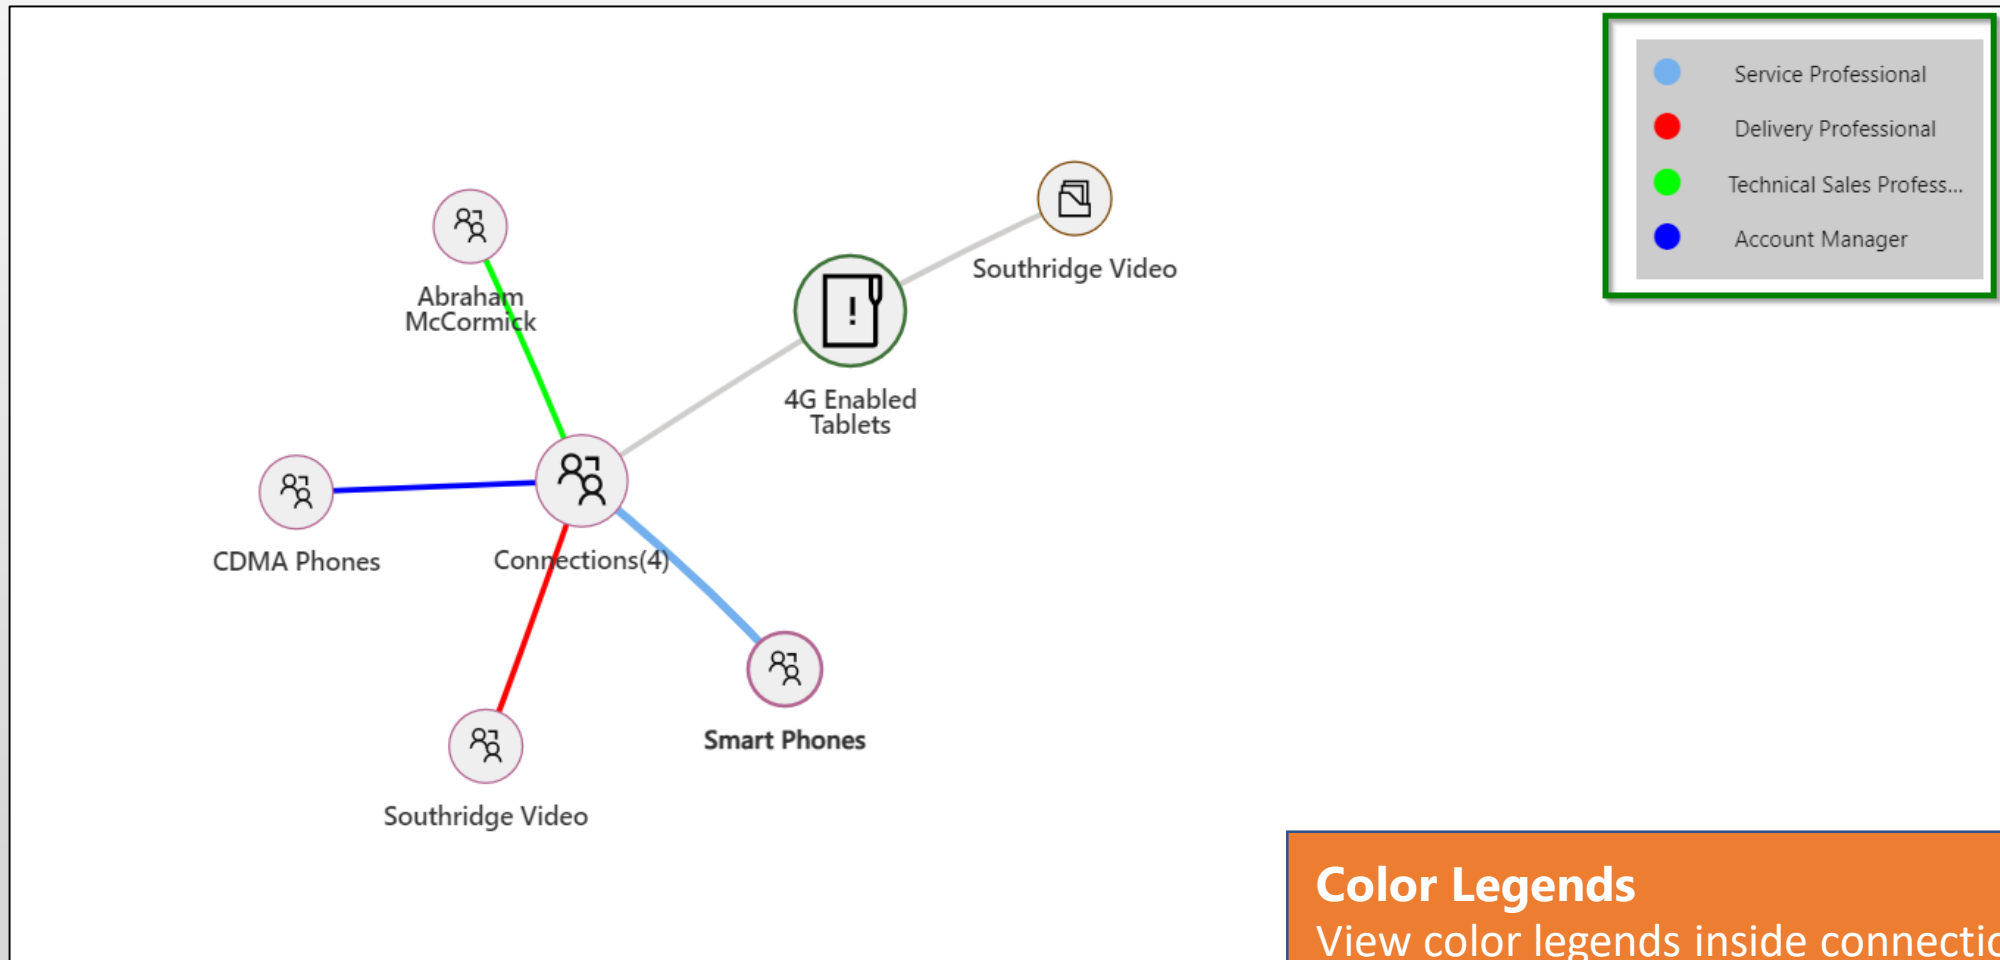 Service Professional
Delivery Professional
Technical Sales Profess...
Account Manager
Southridge Video
Abraham
McCormick
4G Enabled
Tablets
CDMA Phones
Connections(4)
Smart Phones
Southridge Video
Color Legends
View color legends inside